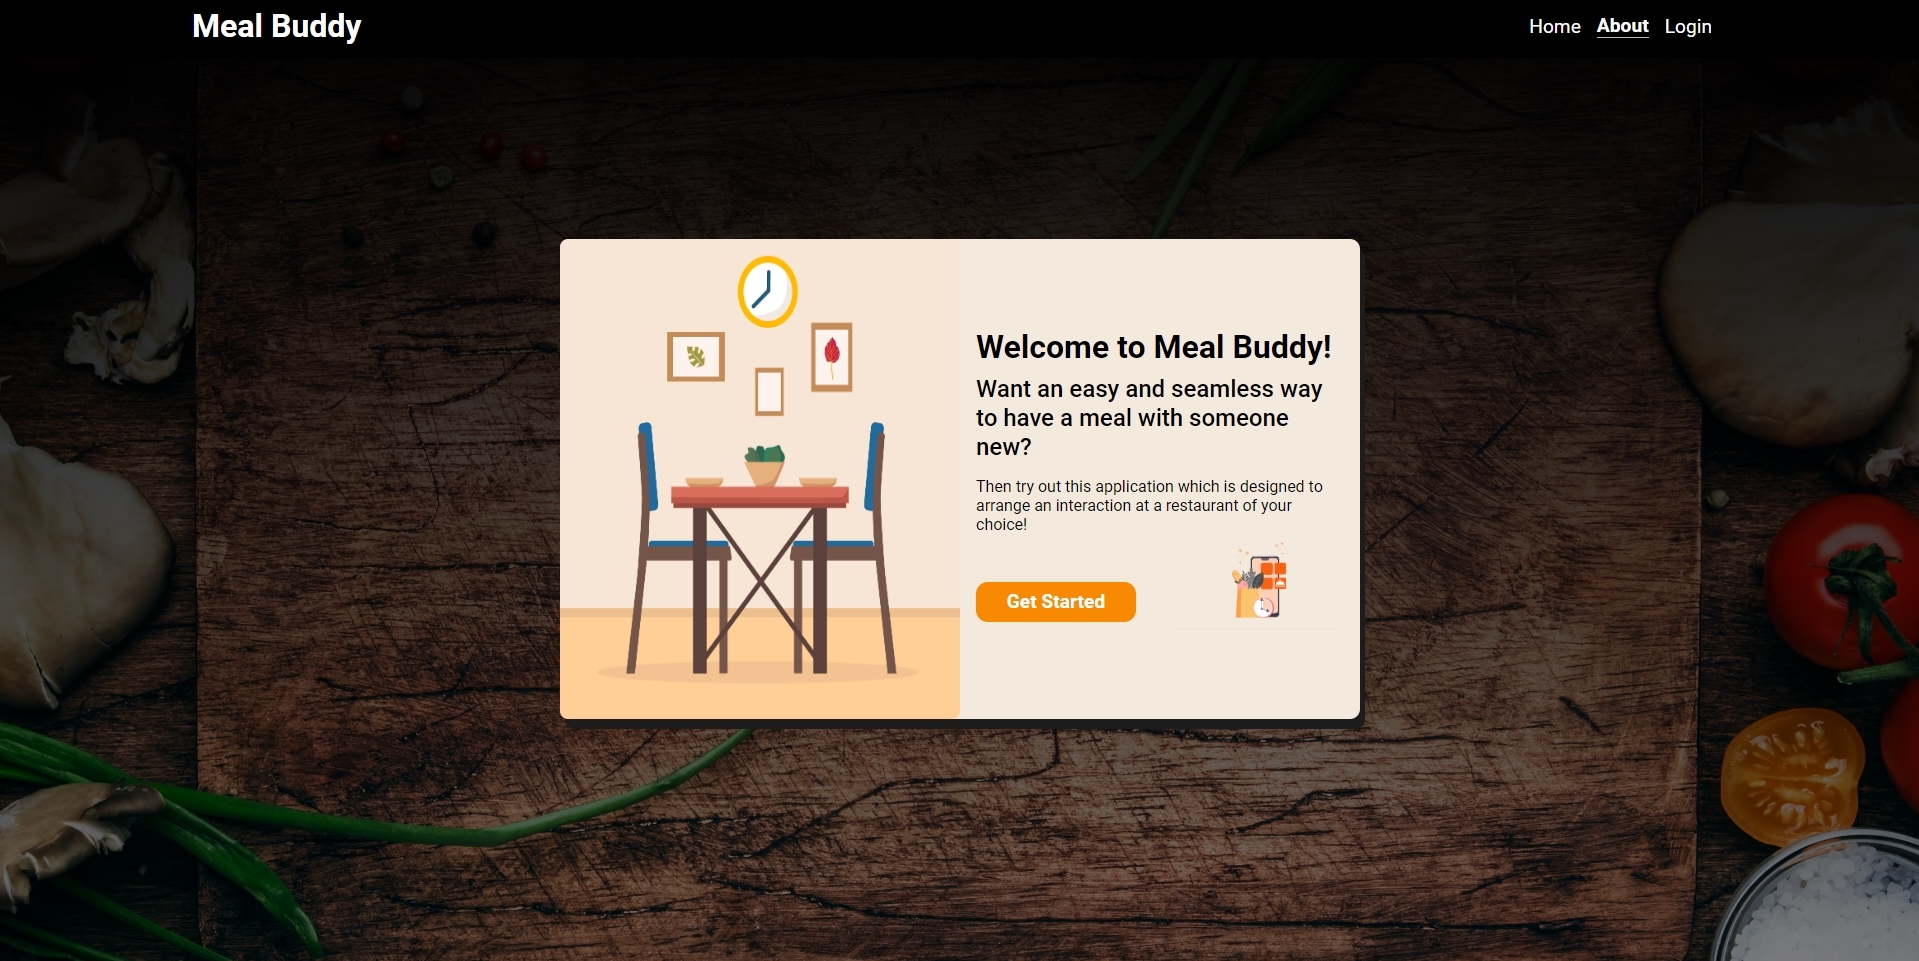 Meal Buddy
Home About Login
Welcome to Meal Buddy!
Want an easy and seamless way
to have a meal with someone
new?
Then try out this application which is designed to
arrange an interaction at a restaurant of your
choice!
Get Started